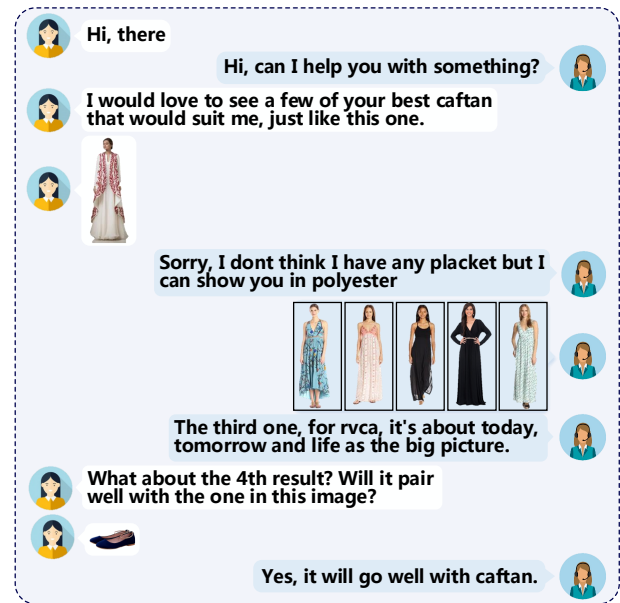 Hi, there
Hi, can I help you with something?
I would love to see a few of your best caftan
that would suit me, just like this one.
Sorry, I dont think I have any placket but I
can show you in polyester
The third one, for rvca, it's about today,
tomorrow and life as the big picture.
What about the 4th result? Will it pair
well with the one in this image?
Yes, it will go well with caftan.